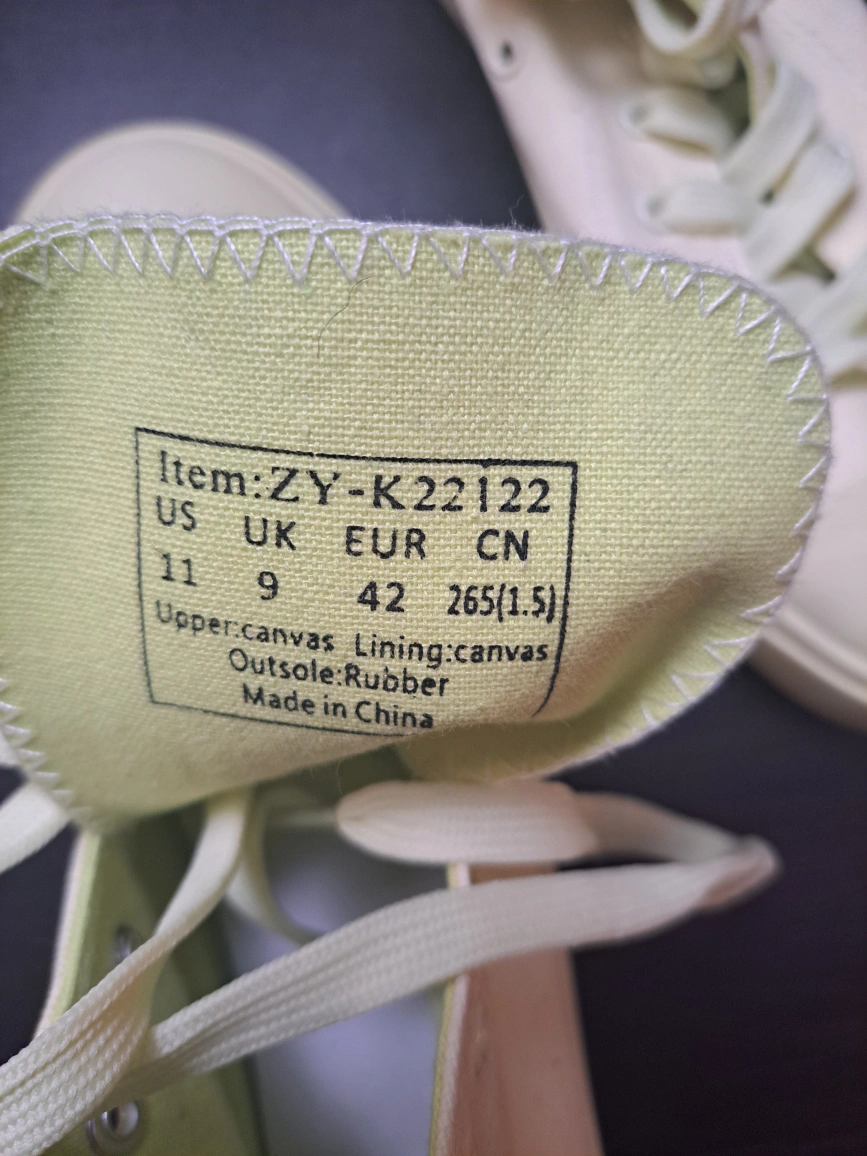 Item:ZY-K22122
US UK EUR CN
11 9 42 265(1.5)
Upper:canvas Lining:canvas
Outsole:Rubber
Made in China